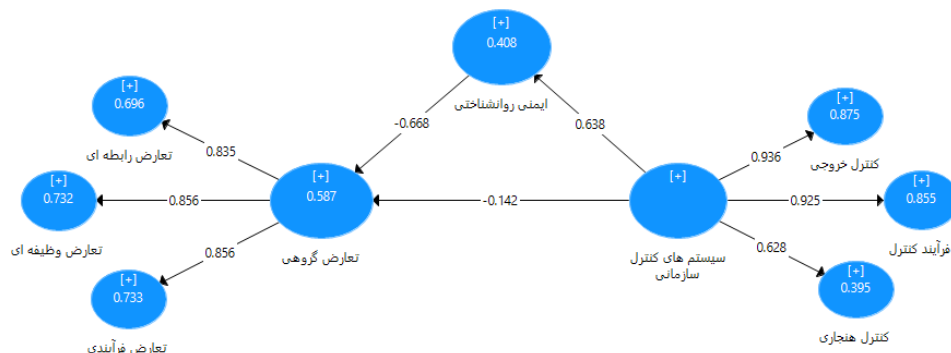 [+]
0.408
ایمنی روانشناختی
[+]
0.696
تعارض رابطه ای
[+]
0.875
کنترل خروجی
-0.668
0.638
0.835
0.936
[+]
0.732
تعارض وظیفه ای
0.856
[+]
0.587
تعارض گروهی
-0.142
[+]
سیستم های کنترل
سازمانی
0.925
[+]
0.855
فرآیند کنترل
0.856
0.628
[+]
0.733
تعارض فرآیندی
[+]
0.395
کنترل هنجاری